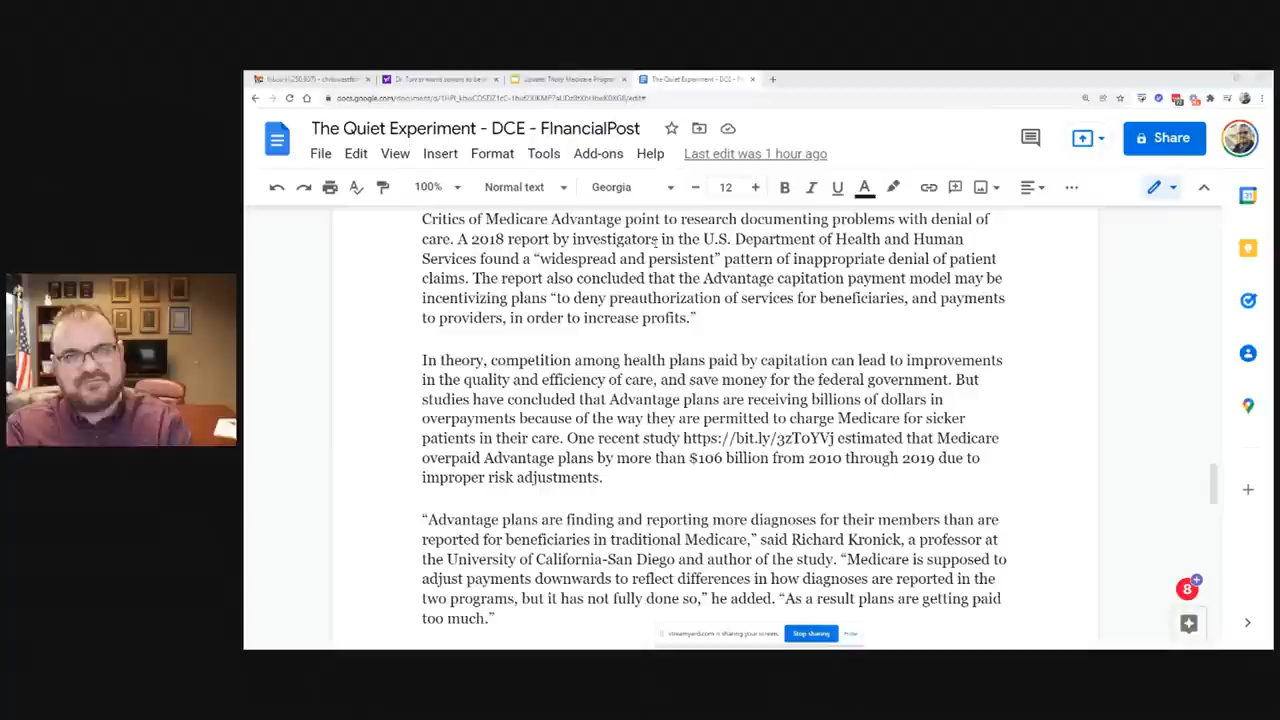 The Quiet Experiment - DCE - FInancialPost
File Edit View Insert Format Tools Add-ons Help Last edit was 1 hour ago
Share
100% Normal text Georgia 12
Critics of Medicare Advantage point to research documenting problems with denial of
care. A 2018 report by investigators in the U.S. Department of Health and Human
Services found a “widespread and persistent” pattern of inappropriate denial of patient
claims. The report also concluded that the Advantage capitation payment model may be
incentivizing plans “to deny preauthorization of services for beneficiaries, and payments
to providers, in order to increase profits.”
In theory, competition among health plans paid by capitation can lead to improvements
in the quality and efficiency of care, and save money for the federal government. But
studies have concluded that Advantage plans are receiving billions of dollars in
overpayments because of the way they are permitted to charge Medicare for sicker
patients in their care. One recent study https://bit.ly/3zT0YVj estimated that Medicare
overpaid Advantage plans by more than $106 billion from 2010 through 2019 due to
improper risk adjustments.
“Advantage plans are finding and reporting more diagnoses for their members than are
reported for beneficiaries in traditional Medicare,” said Richard Kronick, a professor at
the University of California-San Diego and author of the study. “Medicare is supposed to
adjust payments downwards to reflect differences in how diagnoses are reported in the
two programs, but it has not fully done so,” he added. “As a result plans are getting paid
too much.”
8
streamyard.com is sharing your screen. Stop sharing Hide